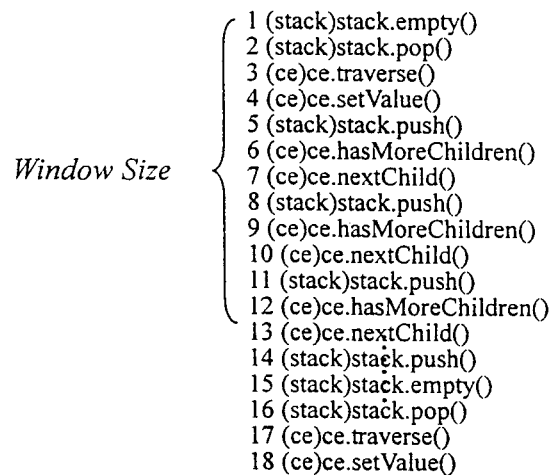 1 (stack)stack.empty()
2 (stack)stack.pop()
3 (ce)ce.traverse()
4 (ce)ce.setValue()
5 (stack)stack.push()
Window Size
6 (ce)ce.hasMoreChildren()
7 (ce)ce.nextChild()
8 (stack)stack.push()
9 (ce)ce.hasMoreChildren()
10 (ce)ce.nextChild()
11 (stack)stack.push()
12 (ce)ce.hasMoreChildren()
13 (ce)ce.nextChild()
14 (stack)stack.push()
15 (stack)stack.empty()
16 (stack)stack.pop()
17 (ce)ce.traverse()
18 (ce)ce.setValue()